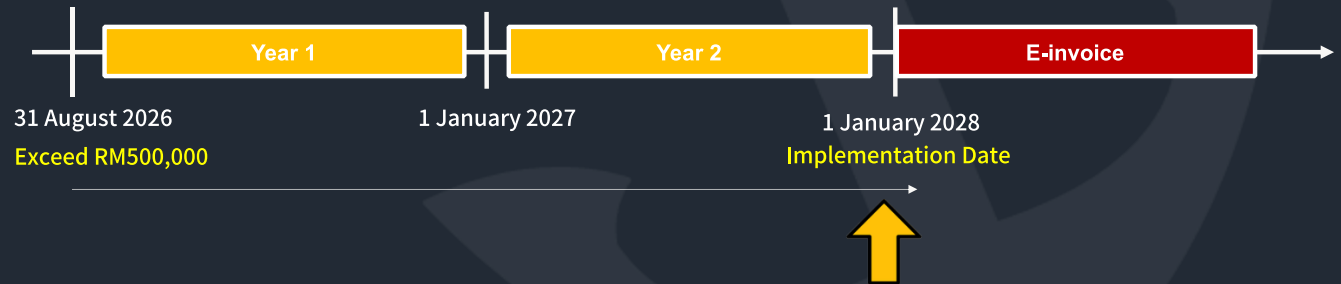 Year 1
Year 2
E-invoice
31 August 2026
1 January 2027
1 January 2028
Exceed RM500,000
Implementation Date